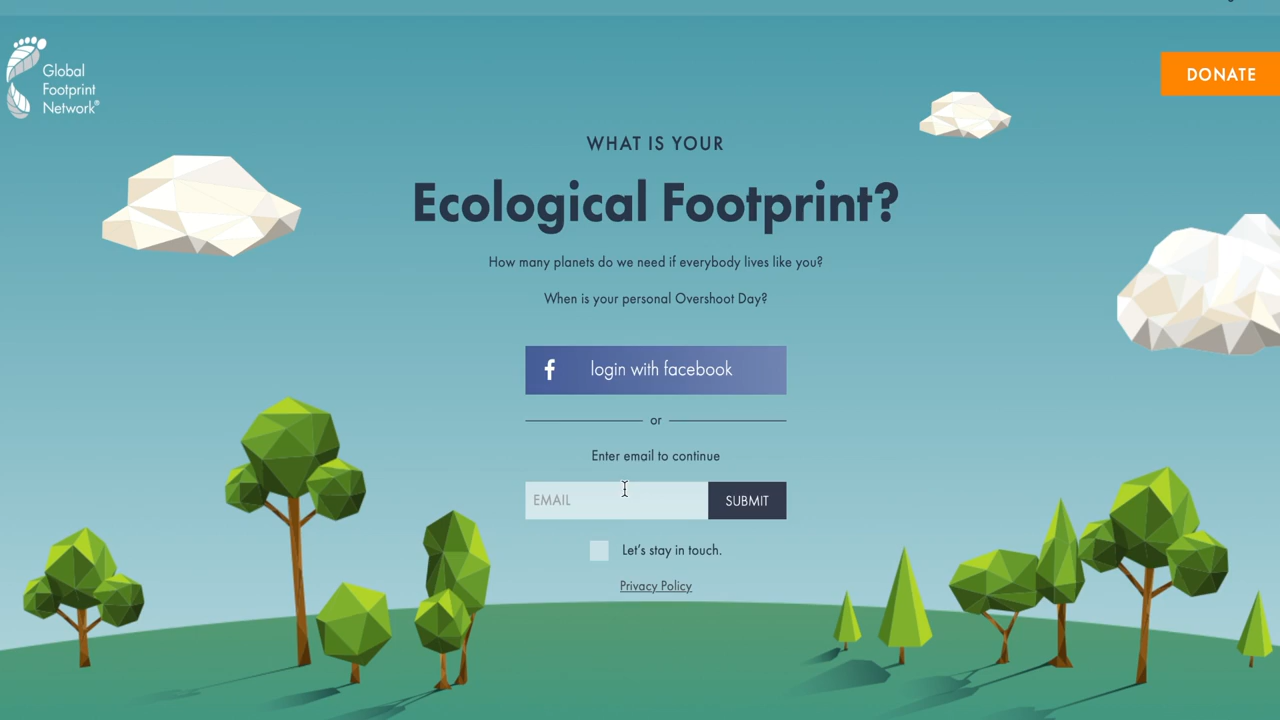 Global
Footprint
Network®
DONATE
WHAT IS YOUR
Ecological Footprint?
How many planets do we need if everybody lives like you?
When is your personal Overshoot Day?
f login with facebook
or
Enter email to continue
EMAIL
SUBMIT
Let's stay in touch.
Privacy Policy